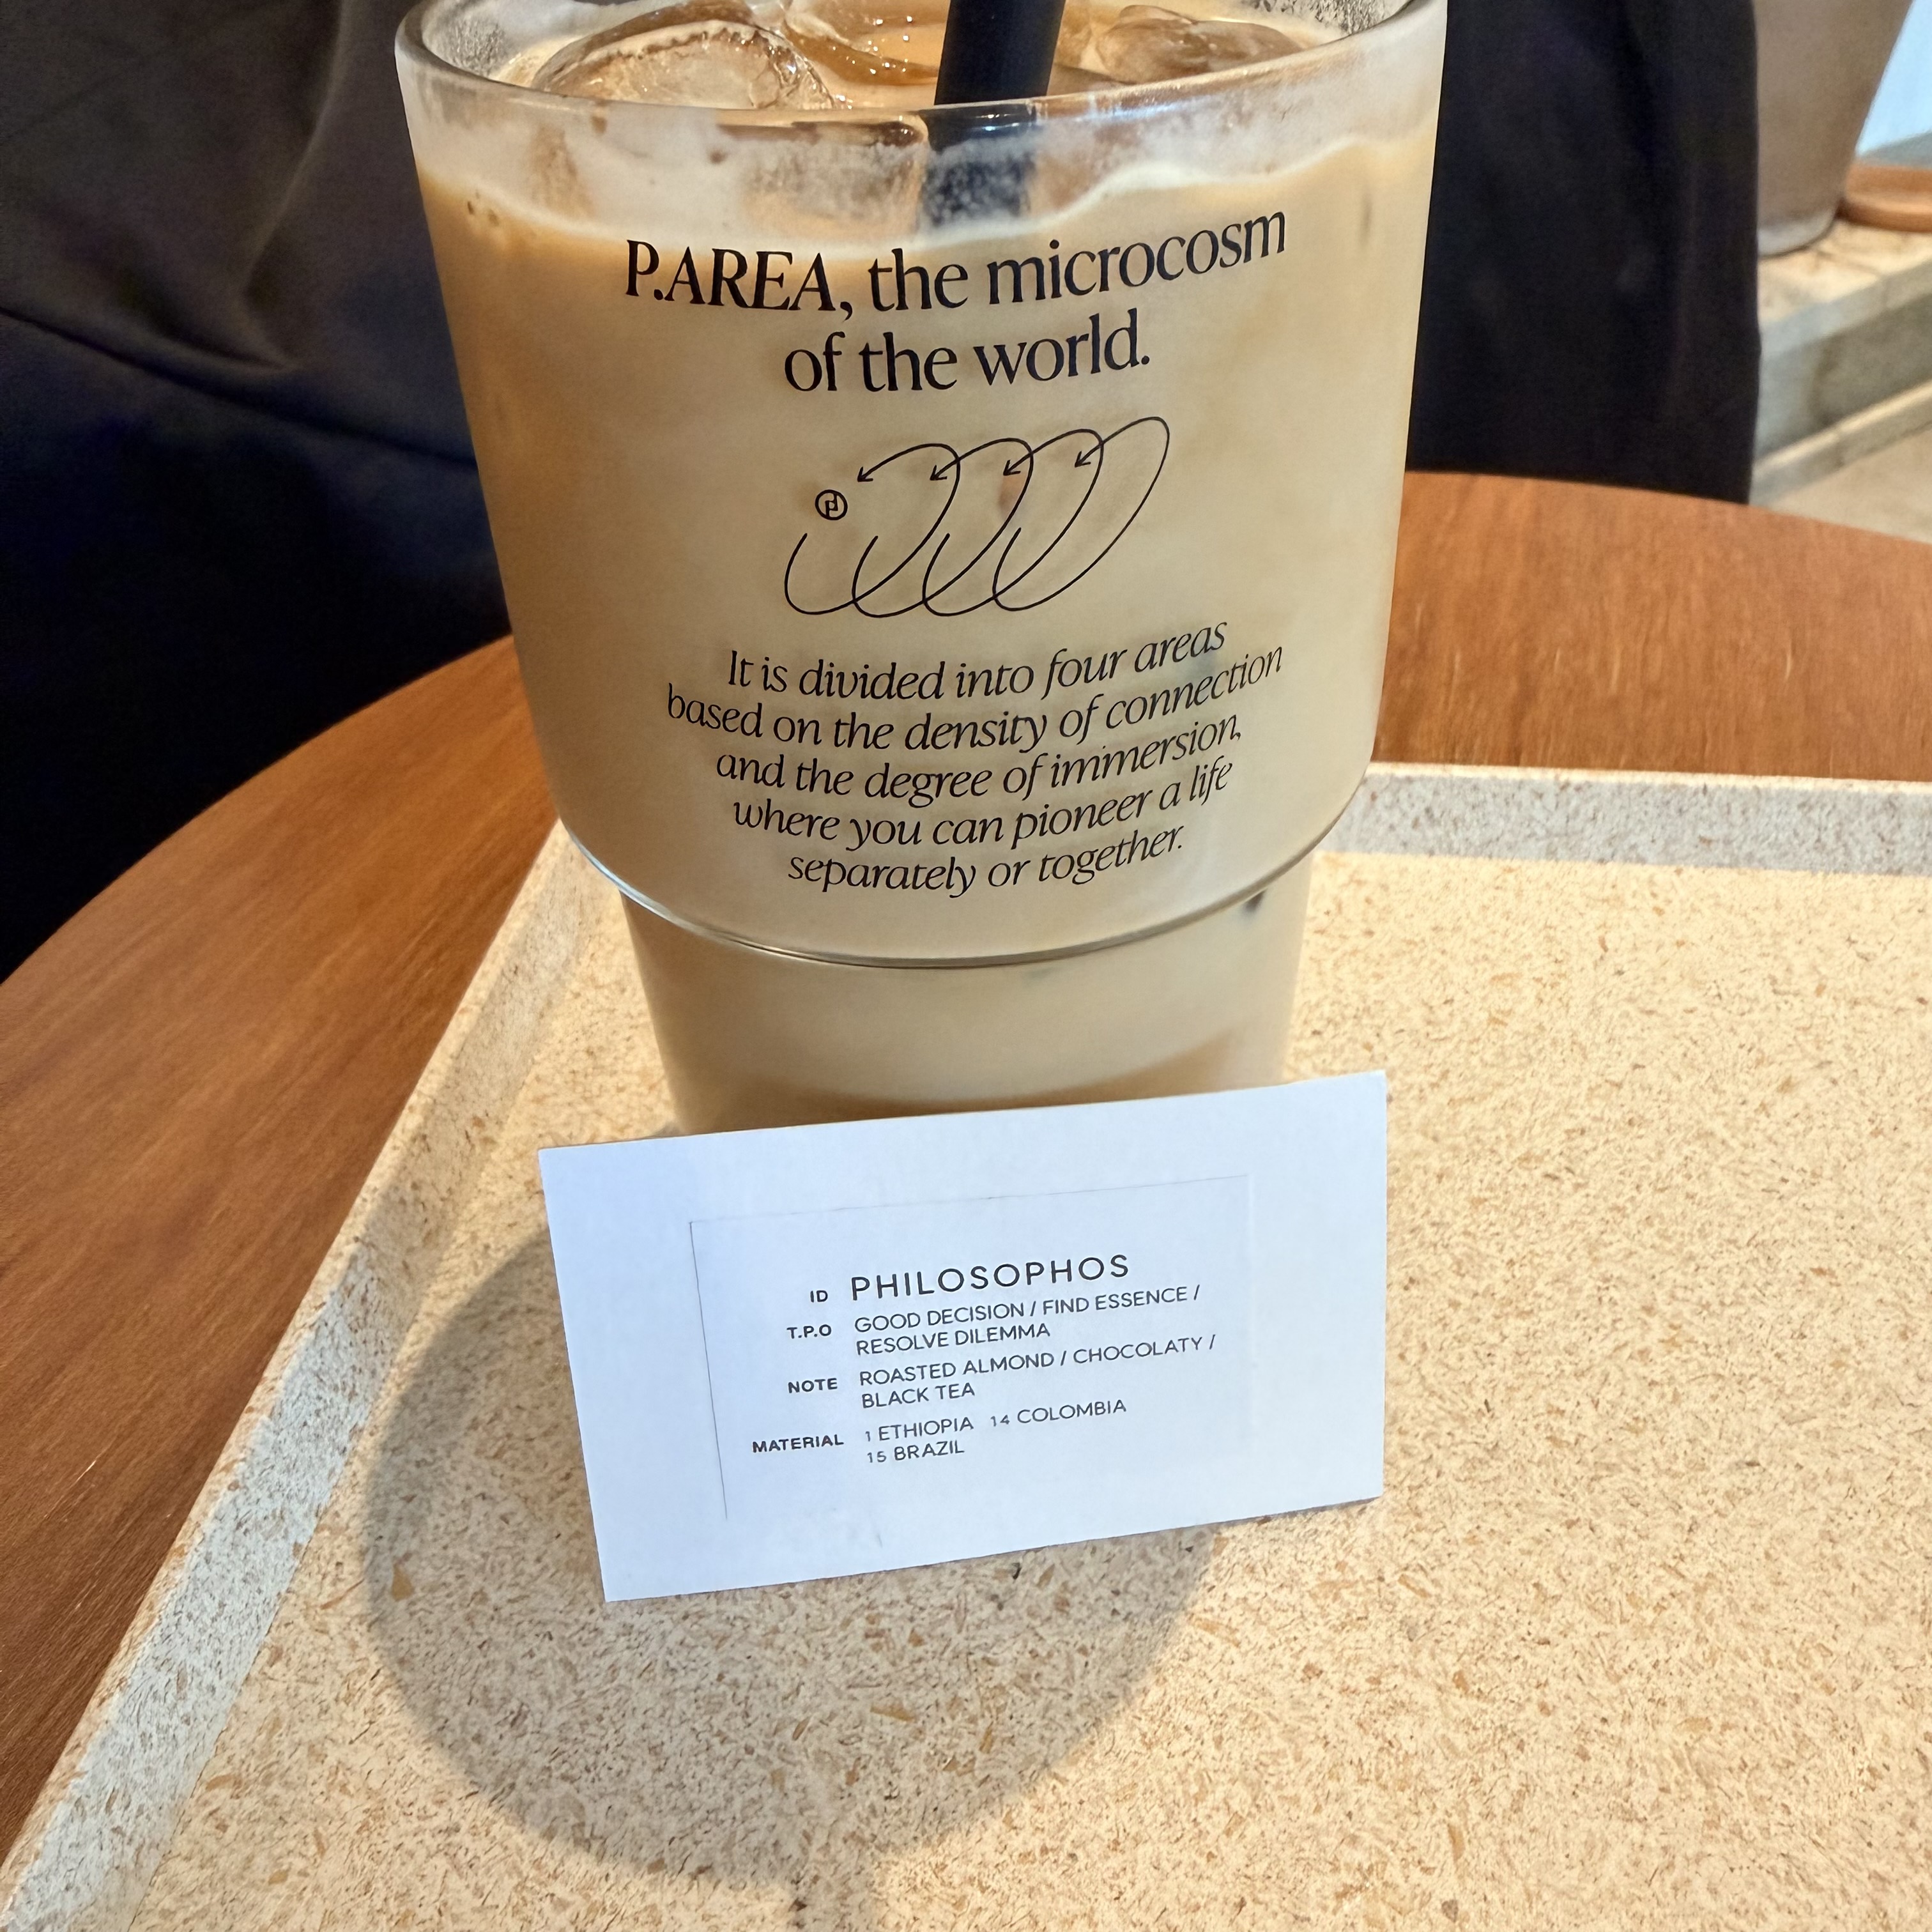 P.AREA, the microcosm
of the world.
It is divided into four areas
based on the density of connection
and the degree of immersion,
where you can pioneer a life
separately or together.
ID PHILOSOPHOS
T.P.O GOOD DECISION / FIND ESSENCE /
RESOLVE DILEMMA
NOTE ROASTED ALMOND / CHOCOLATY /
BLACK TEA
MATERIAL 1 ETHIOPIA 14 COLOMBIA
15 BRAZIL